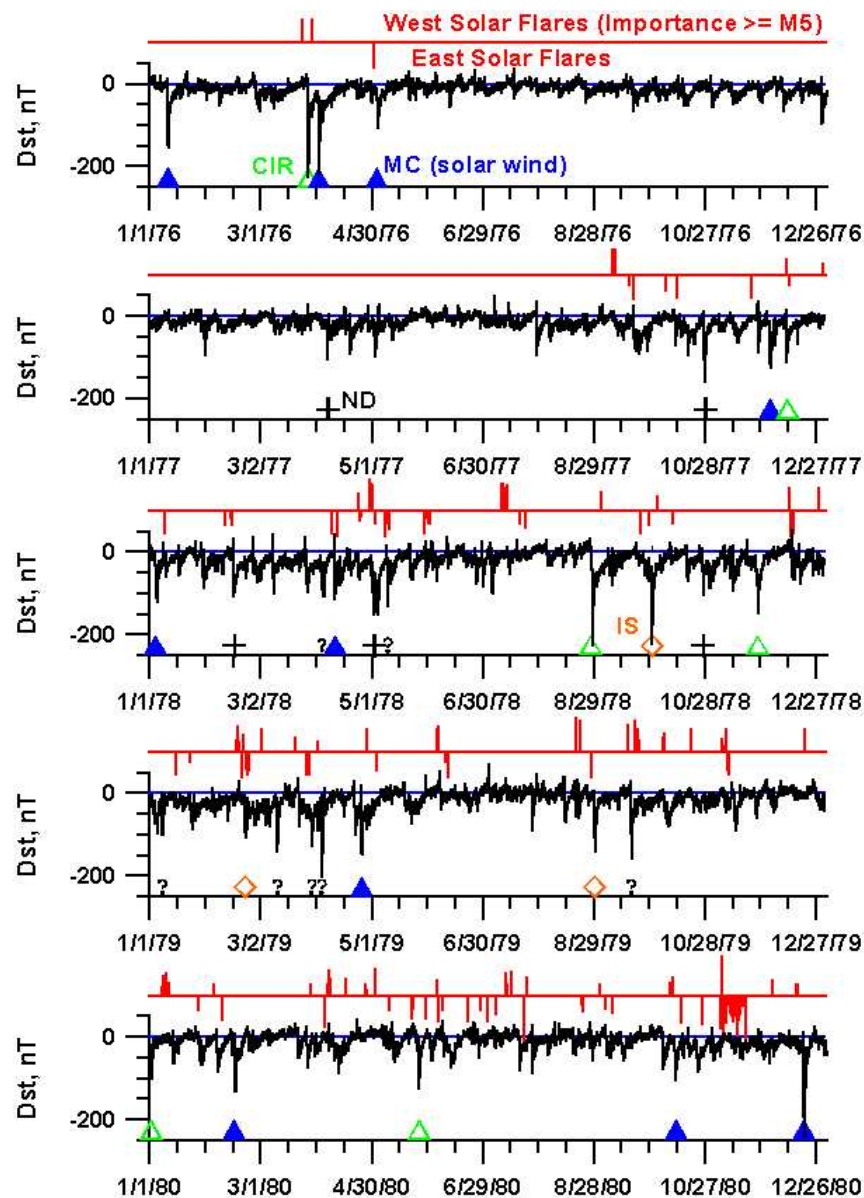 West Solar Flares (Importance >= M5)
East Solar Flares
0
Dst, nT
-200
CIR
MC (solar wind)
1/1/76 3/1/76 4/30/76 6/29/76 8/28/76 10/27/76 12/26/76
0
Dst, nT
-200
ND
1/1/77 3/2/77 5/1/77 6/30/77 8/29/77 10/28/77 12/27/77
0
Dst, nT
-200
? ? IS
1/1/78 3/2/78 5/1/78 6/30/78 8/29/78 10/28/78 12/27/78
0
Dst, nT
-200
? ? ?? ?
1/1/79 3/2/79 5/1/79 6/30/79 8/29/79 10/28/79 12/27/79
0
Dst, nT
-200
1/1/80 3/1/80 4/30/80 6/29/80 8/28/80 10/27/80 12/26/80